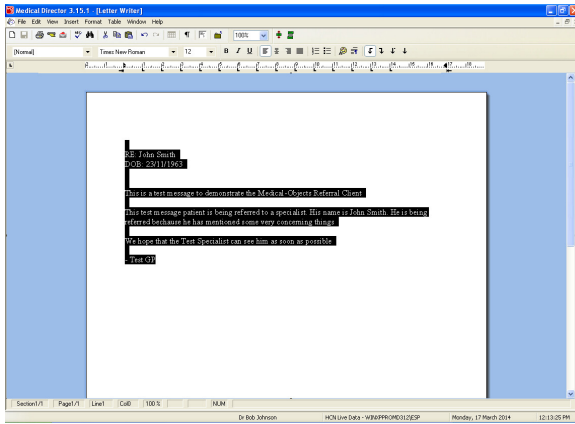 Medical Director 3.15.1 - [Letter Writer]
File Edit View Insert Format Table Window Help
100%
[Normal] Times New Roman 12 B I U
RE: John Smith
DOB: 23/11/1963
This is a test message to demonstrate the Medical-Objects Referral Client
This test message patient is being referred to a specialist. His name is John Smith. He is being
referred bechause he has mentioned some very concerning things
We hope that the Test Specialist can see him as soon as possible
- Test GP
Section1/1 Page1/1 Line1 Col0 100% NUM
Dr Bob Johnson HCN Live Data - Monday, 17 March 2014 12:13:25 PM